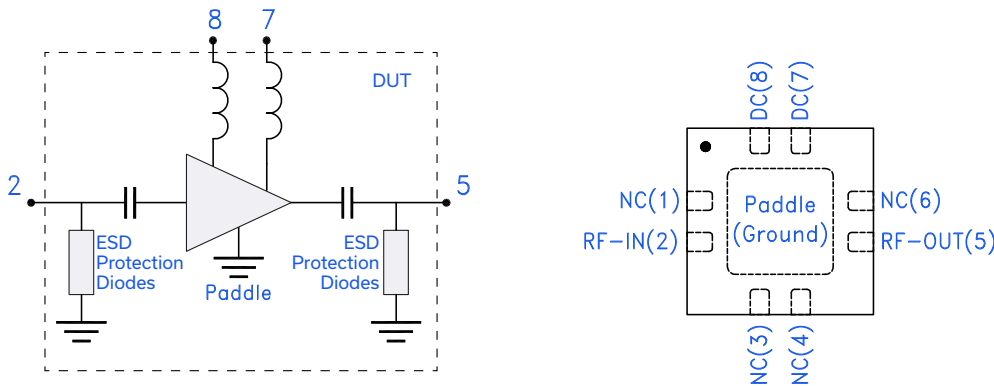 8
7
DUT
2
5
ESD
Protection
Diodes
ESD
Protection
Diodes
Paddle
DC(8)
DC(7)
NC(1)
NC(6)
Paddle
(Ground)
RF-IN(2)
RF-OUT(5)
NC(3)
NC(4)